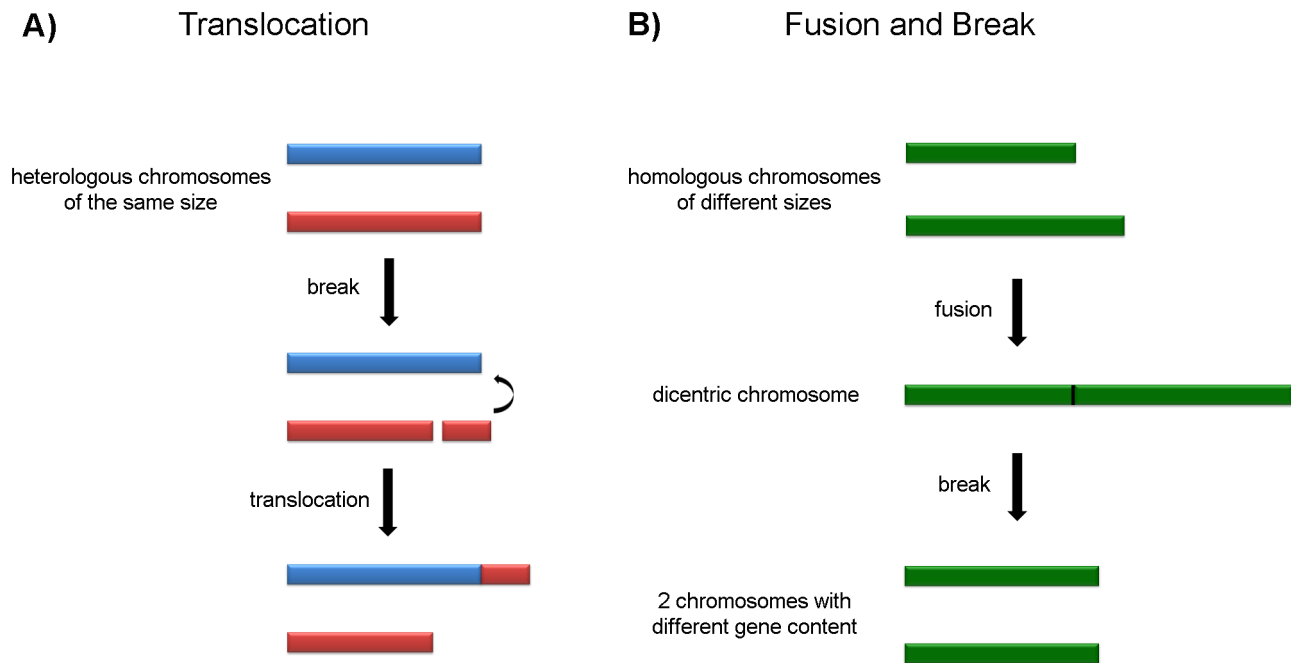 A)
Translocation
heterologous chromosomes
of the same size
break
translocation
B)
Fusion and Break
homologous chromosomes
of different sizes
fusion
dicentric chromosome
break
2 chromosomes with
different gene content